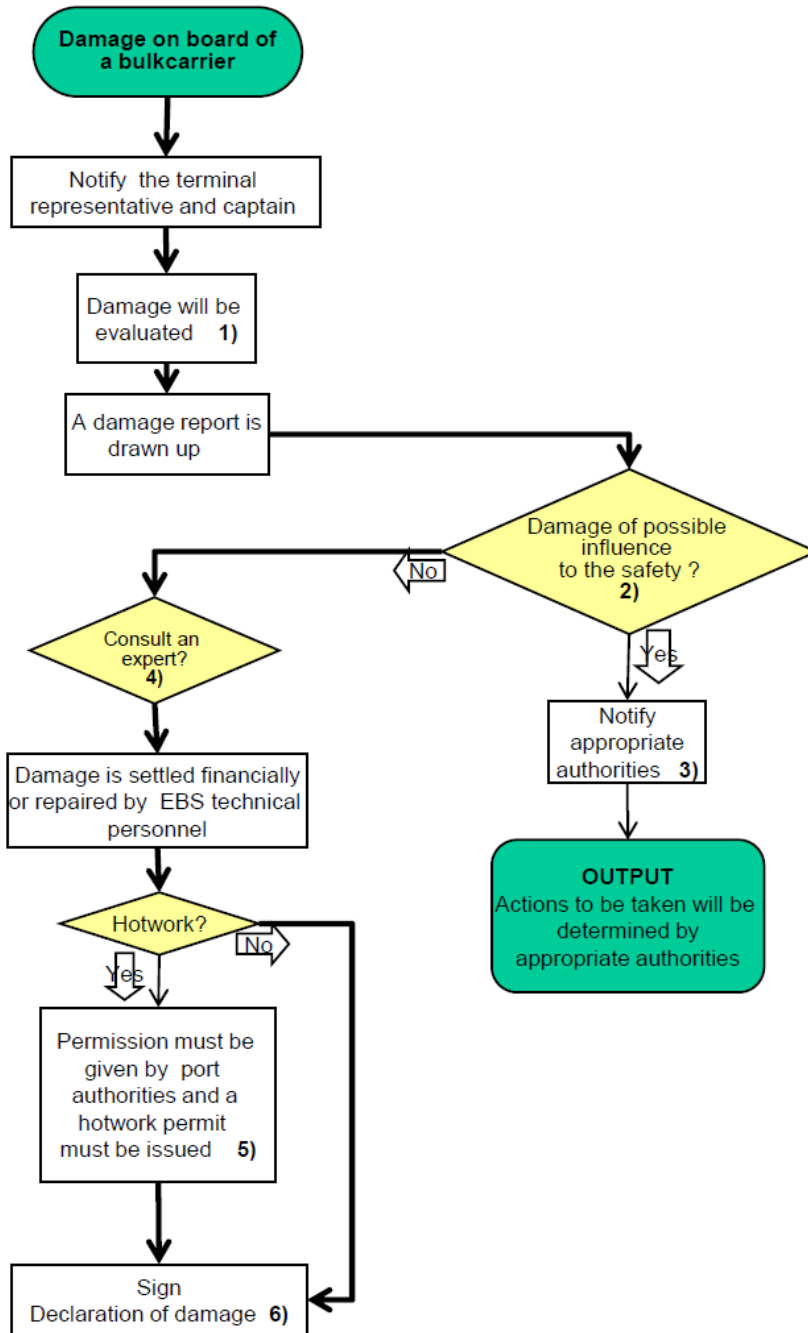 Damage on board of
a bulkcarrier
Notify the terminal
representative and captain
Damage will be
evaluated 1)
A damage report is
drawn up
Damage of possible
influence
to the safety ?
2)
No
Yes
Consult an
expert?
4)
Notify
appropriate
authorities 3)
Damage is settled financially
or repaired by EBS technical
personnel
OUTPUT
Actions to be taken will be
determined by
appropriate authorities
Hotwork?
No
Yes
Permission must be
given by port
authorities and a
hotwork permit
must be issued 5)
Sign
Declaration of damage 6)